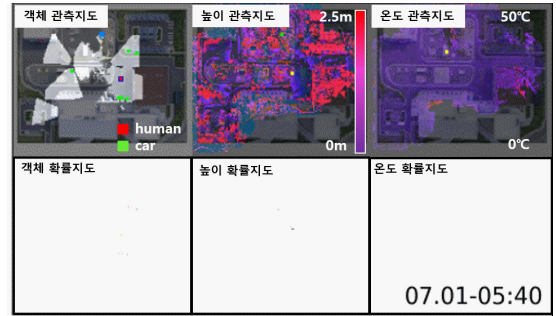 객체 관측지도
높이 관측지도
2.5m
온도 관측지도
50℃
human
car
0m
0℃
객체 확률지도
높이 확률지도
온도 확률지도
07.01-05:40